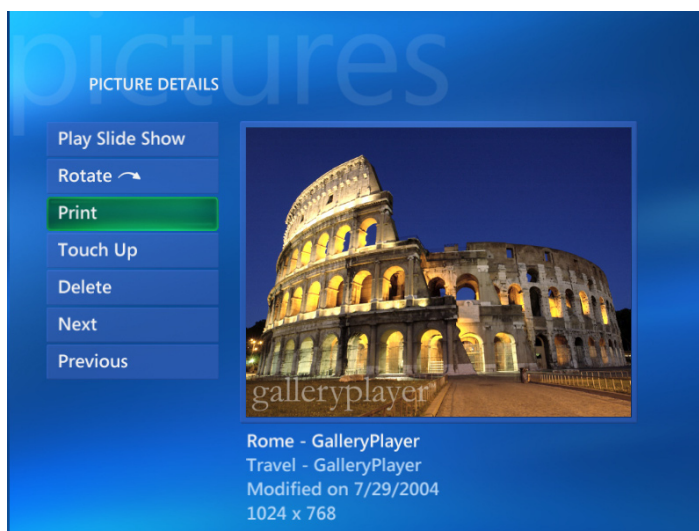 pictures
PICTURE DETAILS
Play Slide Show
Rotate
Print
Touch Up
Delete
Next
Previous
galleryplayer
Rome - GalleryPlayer
Travel - GalleryPlayer
Modified on 7/29/2004
1024 x 768